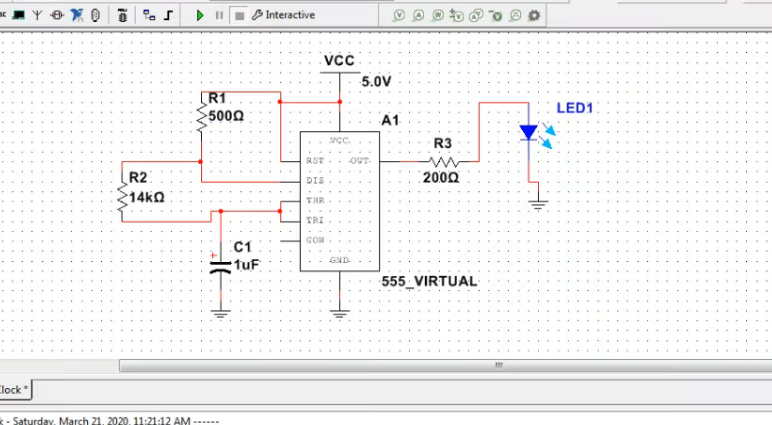 Interactive
VCC
5.0V
R1
500Ω
A1
LED1
VCC
R3
RST
OUT
200Ω
R2
14kΩ
DIS
THR
TRI
CON
C1
1uF
GND
555_VIRTUAL
lock *
k - Saturday, March 21, 2020, 11:21:12 AM ------